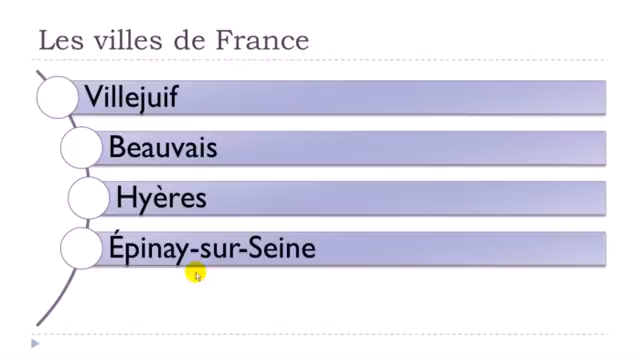 Les villes de France
Villejuif
Beauvais
Hyères
Épinay-sur-Seine